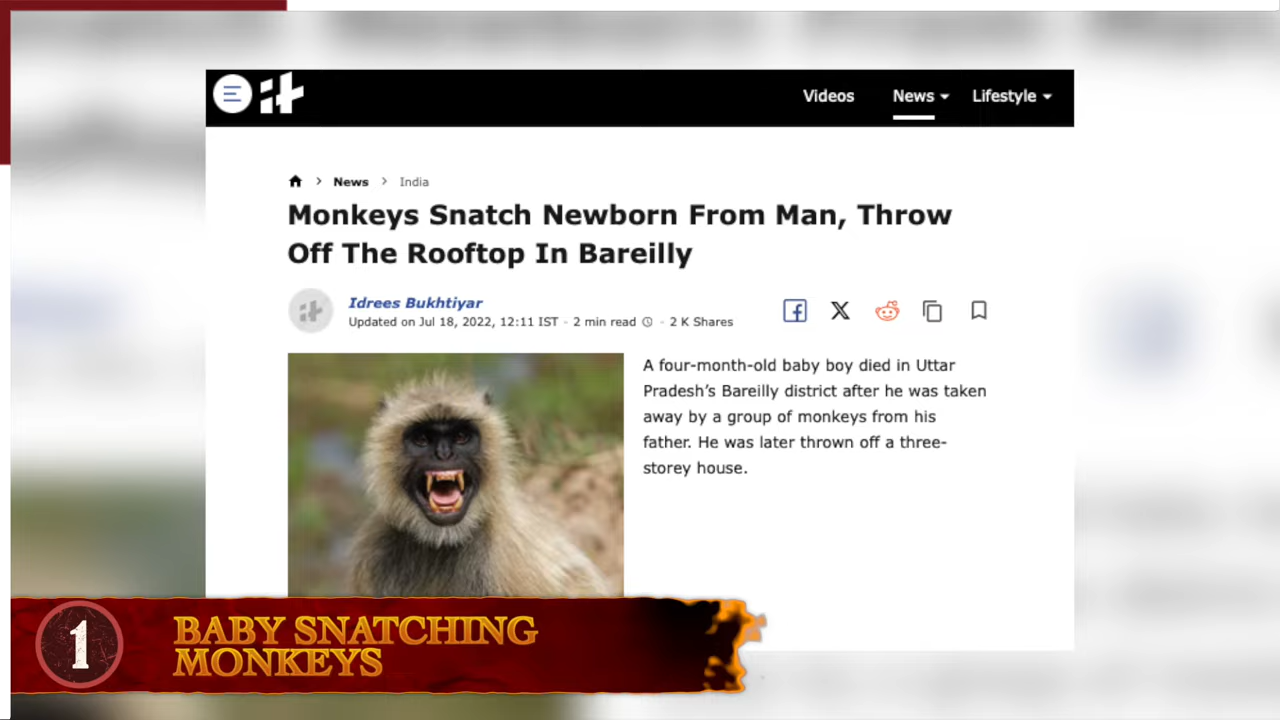 Videos News Lifestyle
News > India
Monkeys Snatch Newborn From Man, Throw
Off The Rooftop In Bareilly
Idrees Bukhtiyar
Updated on Jul 18, 2022, 12:11 IST - 2 min read - 2 K Shares
A four-month-old baby boy died in Uttar
Pradesh’s Bareilly district after he was taken
away by a group of monkeys from his
father. He was later thrown off a three-
storey house.
1
BABY SNATCHING
MONKEYS